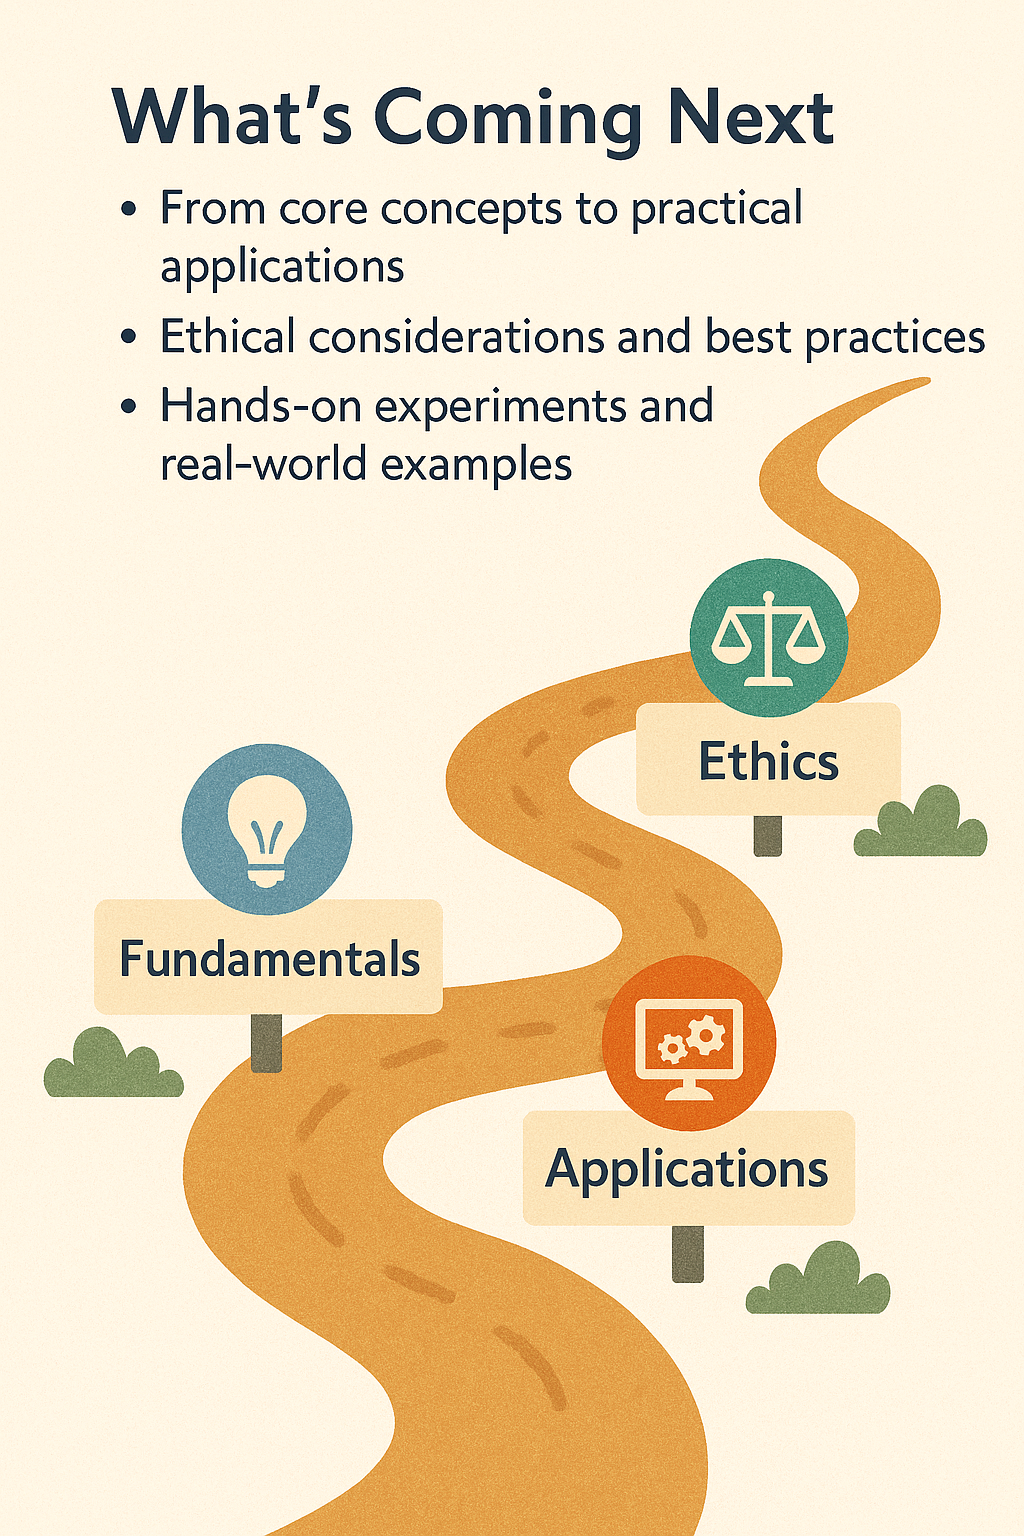 What's Coming Next
• From core concepts to practical
applications
• Ethical considerations and best practices
• Hands-on experiments and
real-world examples
Ethics
Fundamentals
Applications